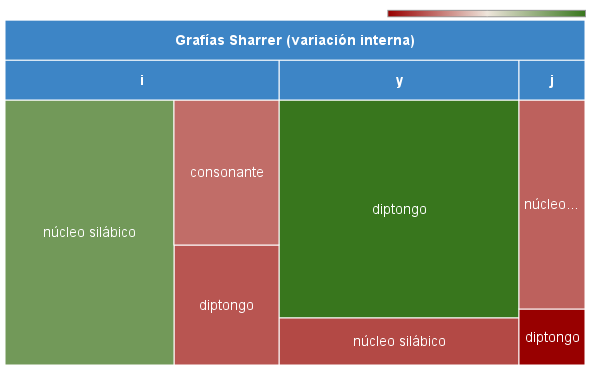 Grafías Sharrer (variación interna)
i
y
j
núcleo silábico
consonante
diptongo
diptongo
núcleo silábico
núcleo...
diptongo